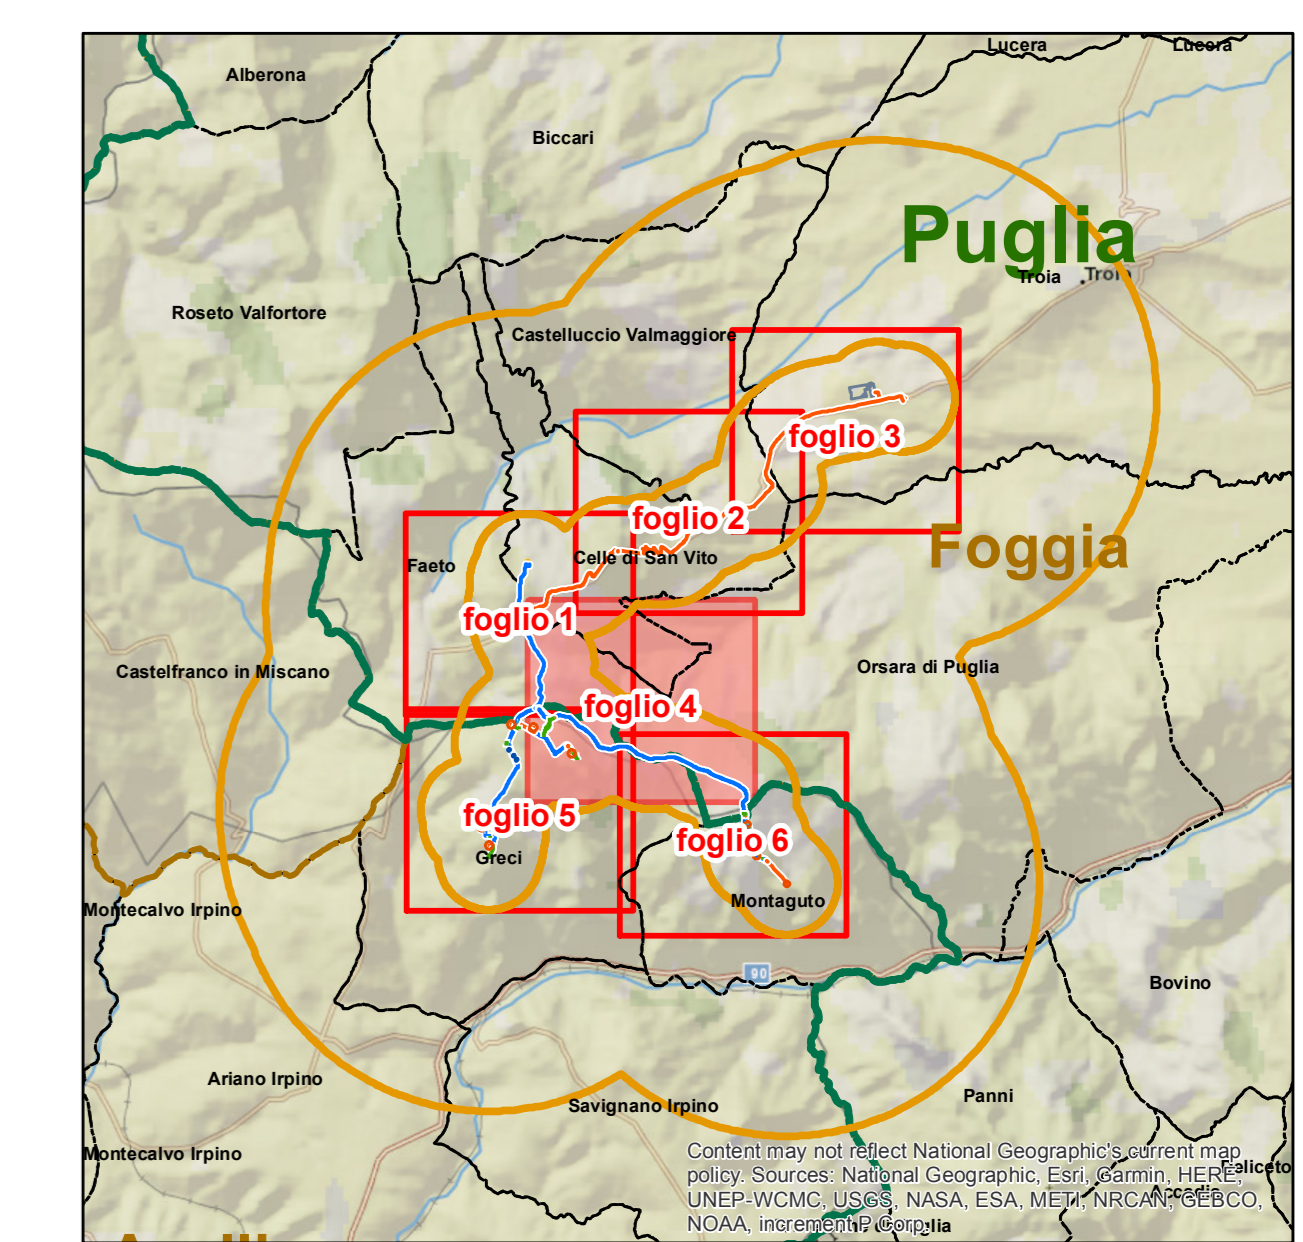 Lucera
Lucera
Alberona
Biccari
Puglia
Troia
Troia
Roseto Valfortore
Castelluccio Valmaggiore
foglio 3
foglio 2
Foggia
Celle di San Vito
Faeto
foglio 1
Orsara di Puglia
Castelfranco in Miscano
foglio 4
foglio 5
foglio 6
Greci
Montaguto
Montecalvo Irpino
90
Bovino
Ariano Irpino
Panni
Savignano Irpino
Montecalvo Irpino
Content may not reflect National Geographic's current map
policy. Sources: National Geographic, Esri, Garmin, HERE,
UNEP-WCMC, USGS, NASA, ESA, METI, NRCAN, GEBCO,
NOAA, increment P Corp.